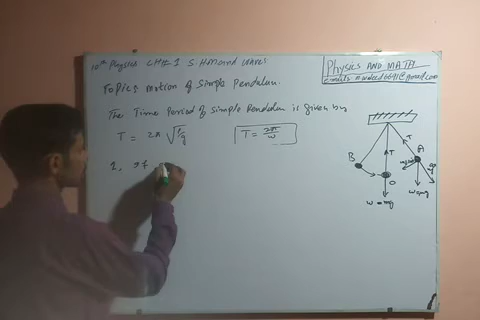 10th Physics CH#1 S.H.M and waves
Physics AND MATH
Topic: motion of Simple Pendulum.
The Time Period of Simple Pendulum is given by
T = 2π √l/g
T = 2π/ω
A
B
O
T
T
w = mg
w = mg
2, If